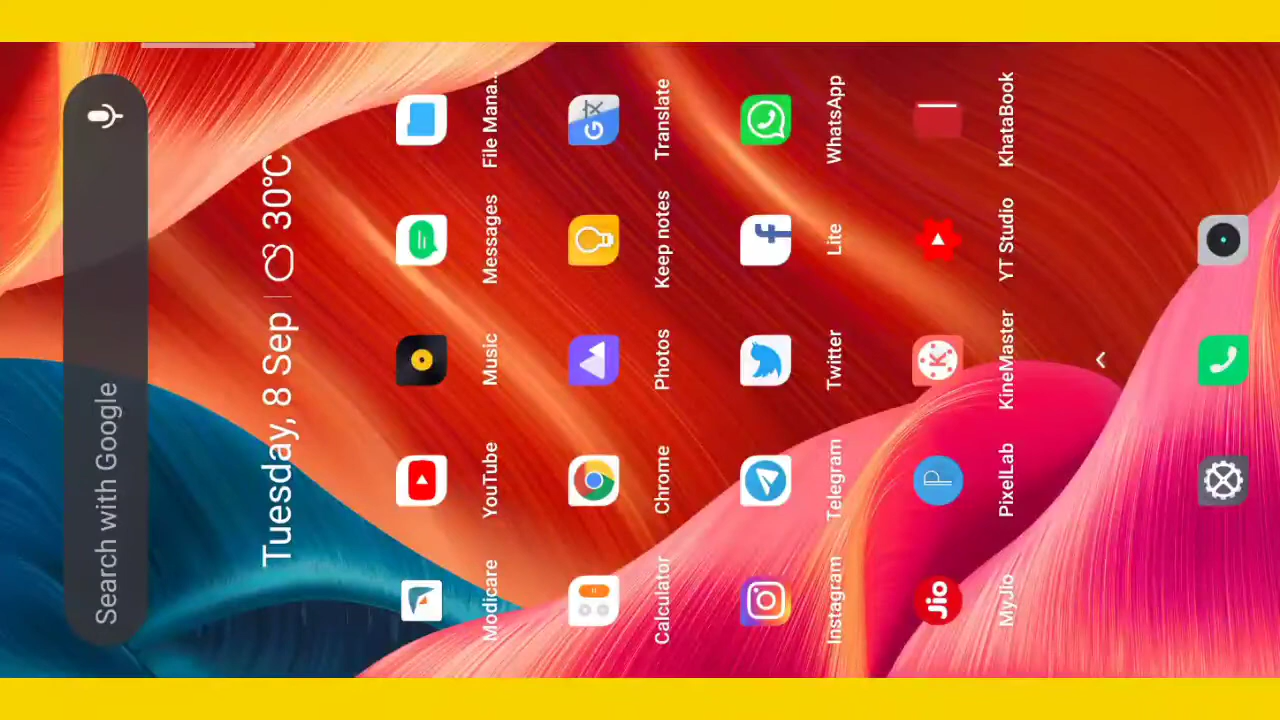 Search with Google
Tuesday, 8 Sep | 30°C
Modicare YouTube Music Messages File Mana..
Calculator Chrome Photos Keep notes Translate
Instagram Telegram Twitter Lite WhatsApp
Jio
MyJio PixelLab KineMaster YT Studio KhataBook